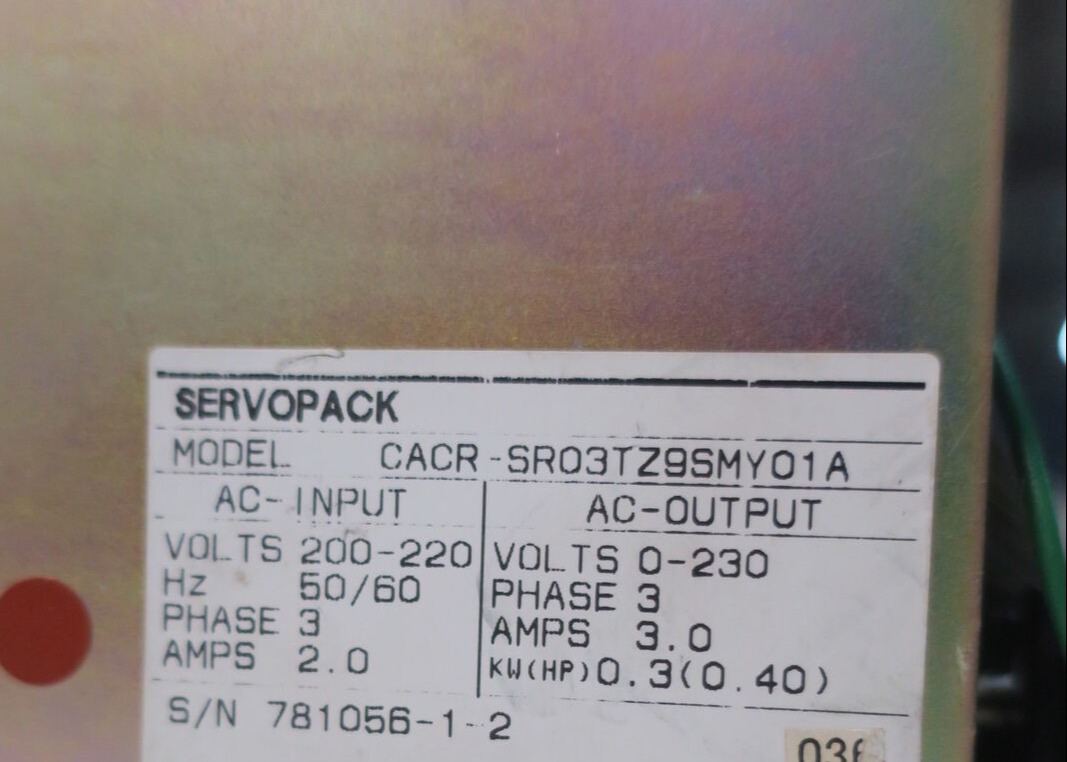 SERVOPACK
MODEL CACR-SR03TZ9SMY01A
AC-INPUT
VOLTS 200-220
Hz 50/60
PHASE 3
AMPS 2.0
AC-OUTPUT
VOLTS 0-230
PHASE 3
AMPS 3.0
KW(HP)0.3(0.40)
S/N 781056-1-2